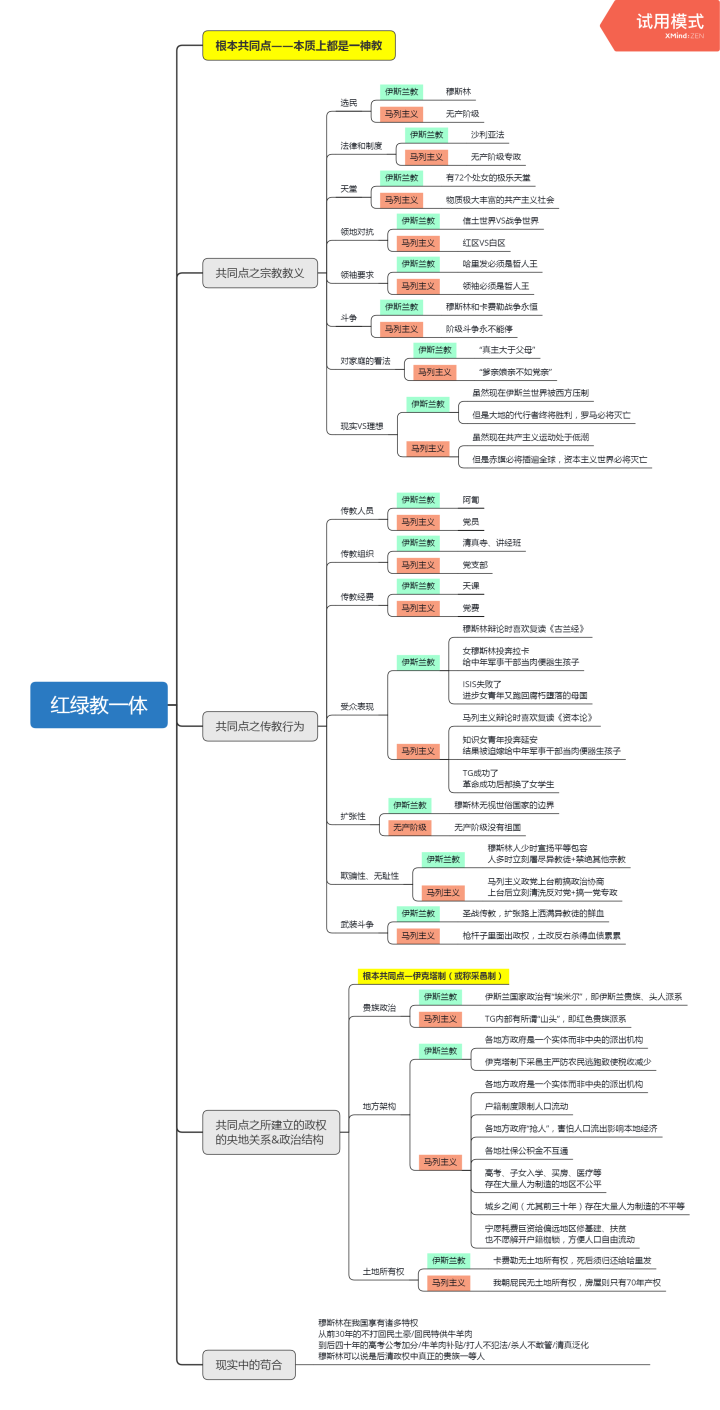 试用模式
XMind:ZEN
根本共同点——本质上都是一神教
红绿教一体
共同点之宗教教义
选民
伊斯兰教
穆斯林
马列主义
无产阶级
法律和制度
伊斯兰教
沙利亚法
马列主义
无产阶级专政
天堂
伊斯兰教
有72个处女的极乐天堂
马列主义
物质极大丰富的共产主义社会
领地对抗
伊斯兰教
信士世界VS战争世界
马列主义
红区VS白区
领袖要求
伊斯兰教
哈里发必须是哲人王
马列主义
领袖必须是哲人王
斗争
伊斯兰教
穆斯林和卡费勒战争永恒
马列主义
阶级斗争永不能停
对家庭的看法
伊斯兰教
“真主大于父母”
马列主义
“爹亲娘亲不如党亲”
现实VS理想
伊斯兰教
虽然现在伊斯兰世界被西方压制
但是大地的代行者终将胜利，罗马必将灭亡
马列主义
虽然现在共产主义运动处于低潮
但是赤旗必将插遍全球，资本主义世界必将灭亡
共同点之传教行为
传教人员
伊斯兰教
阿訇
马列主义
党员
传教组织
伊斯兰教
清真寺、讲经班
马列主义
党支部
传教经费
伊斯兰教
天课
马列主义
党费
受众表现
伊斯兰教
穆斯林辩论时喜欢复读《古兰经》
女穆斯林投奔拉卡
给中年军事干部当肉便器生孩子
ISIS失败了
进步女青年又跑回腐朽堕落的母国
马列主义
马列主义辩论时喜欢复读《资本论》
知识女青年投奔延安
结果被迫嫁给中年军事干部当肉便器生孩子
TG成功了
革命成功后都换了女学生
扩张性
伊斯兰教
穆斯林无视世俗国家的边界
无产阶级
无产阶级没有祖国
欺骗性、无耻性
伊斯兰教
穆斯林人少时宣扬平等包容
人多时立刻屠尽异教徒+禁绝其他宗教
马列主义
马列主义政党上台前搞政治协商
上台后立刻清洗反对党+搞一党专政
武装斗争
伊斯兰教
圣战传教，扩张路上洒满异教徒的鲜血
马列主义
枪杆子里面出政权，土改反右杀得血债累累
共同点之所建立的政权
的央地关系&政治结构
根本共同点—伊克塔制（或称采邑制）
贵族政治
伊斯兰教
伊斯兰国家政治有“埃米尔”，即伊斯兰贵族、头人派系
马列主义
TG内部有所谓“山头”，即红色贵族派系
地方架构
伊斯兰教
各地方政府是一个实体而非中央的派出机构
伊克塔制下采邑主严防农民逃跑致使税收减少
马列主义
各地方政府是一个实体而非中央的派出机构
户籍制度限制人口流动
各地方政府“抢人”，害怕人口流出影响本地经济
各地社保公积金不互通
高考、子女入学、买房、医疗等
存在大量人为制造的地区不公平
城乡之间（尤其前三十年）存在大量人为制造的不平等
宁愿耗费巨资给偏远地区修基建、扶贫
也不愿解开户籍枷锁，方便人口自由流动
土地所有权
伊斯兰教
卡费勒无土地所有权，死后须归还给哈里发
马列主义
我朝屁民无土地所有权，房屋则只有70年产权
现实中的苟合
穆斯林在我国享有诸多特权
从前30年的不打回民土豪/回民特供牛羊肉
到后四十年的高考公考加分/牛羊肉补贴/打人不犯法/杀人不敢管/清真泛化
穆斯林可以说是后清政权中真正的贵族一等人